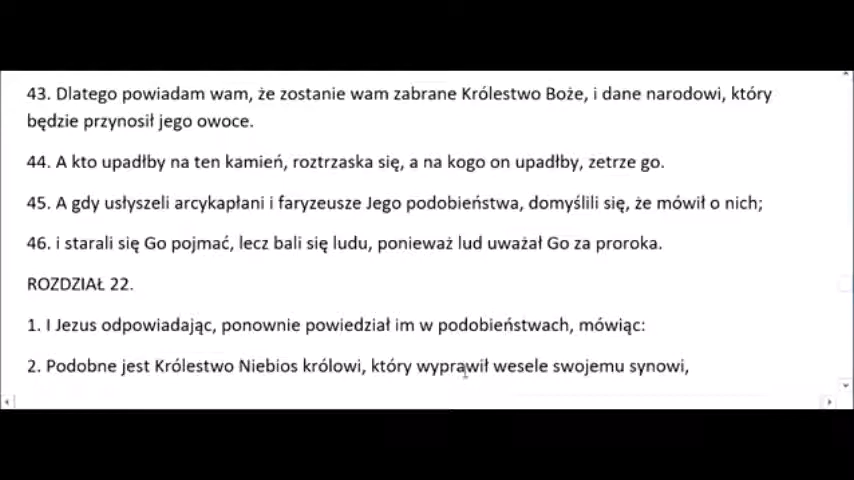 43. Dlatego powiadam wam, że zostanie wam zabrane Królestwo Boże, i dane narodowi, który
będzie przynosił jego owoce.
44. A kto upadłby na ten kamień, roztrzaska się, a na kogo on upadłby, zetrze go.
45. A gdy usłyszeli arcykapłani i faryzeusze Jego podobieństwa, domyślili się, że mówił o nich;
46. i starali się Go pojmać, lecz bali się ludu, ponieważ lud uważał Go za proroka.
ROZDZIAŁ 22.
1. I Jezus odpowiadając, ponownie powiedział im w podobieństwach, mówiąc:
2. Podobne jest Królestwo Niebios królowi, który wyprawił wesele swojemu synowi,